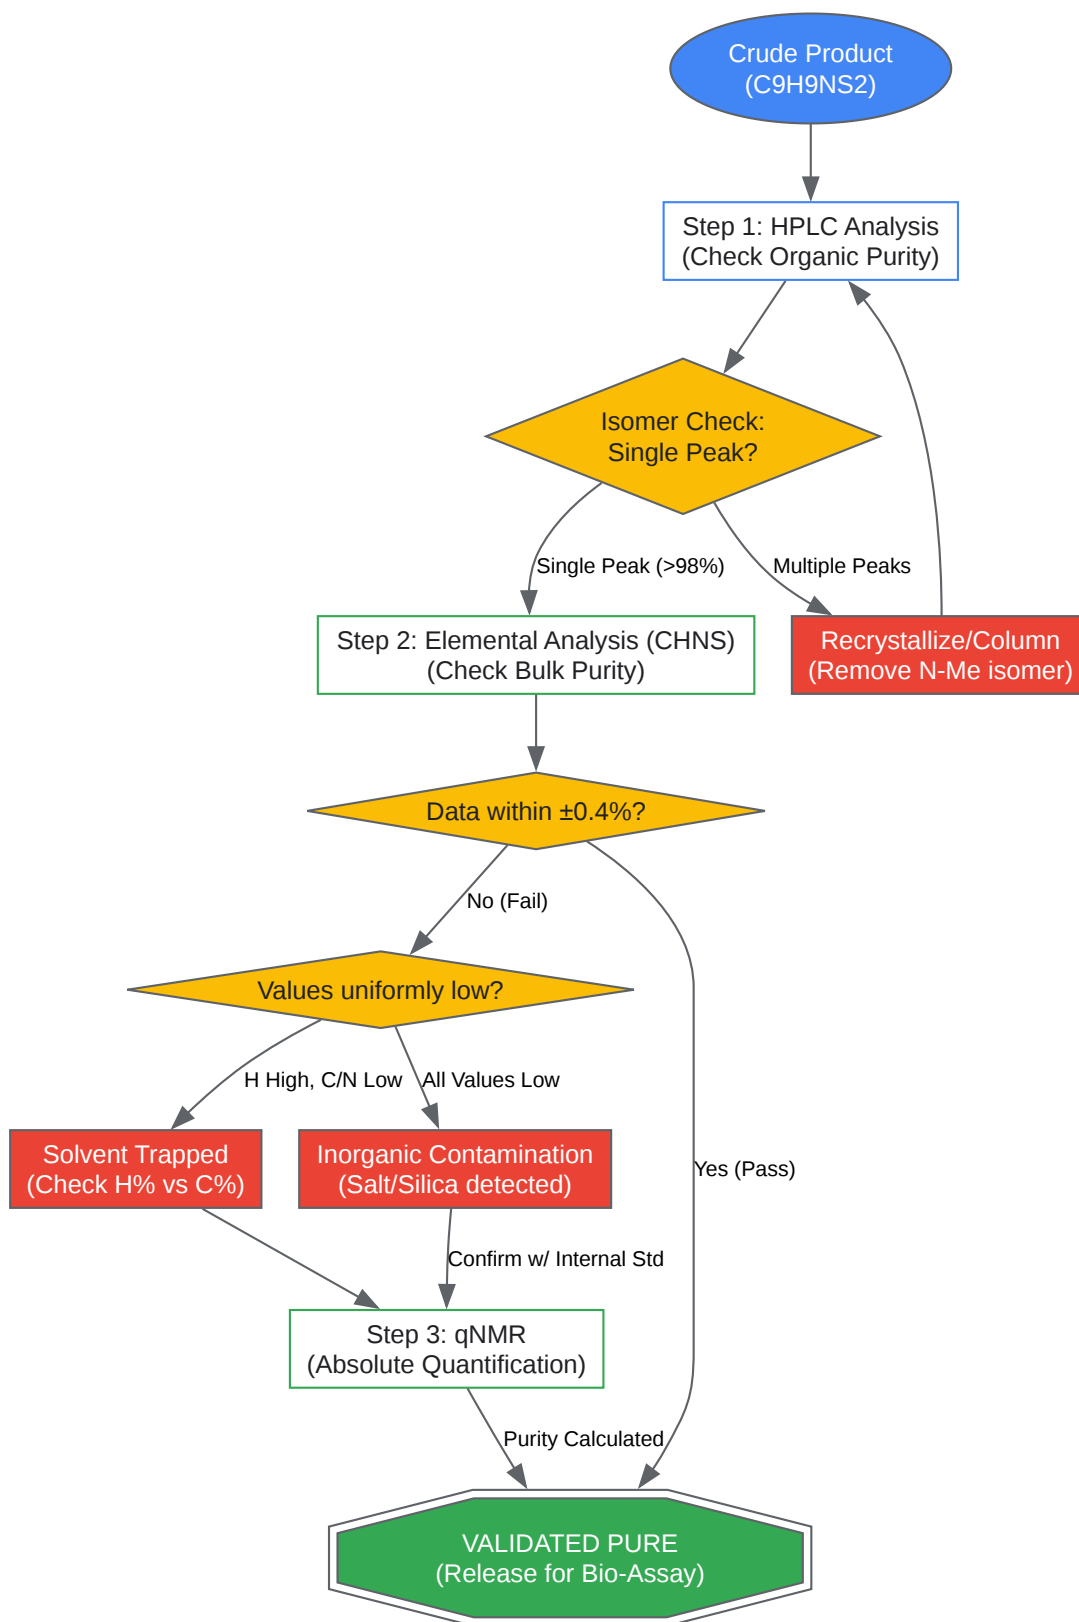 Crude Product
(C9H9NS2)
Step 1: HPLC Analysis
(Check Organic Purity)
Isomer Check:
Single Peak?
Single Peak (>98%)
Multiple Peaks
Step 2: Elemental Analysis (CHNS)
(Check Bulk Purity)
Recrystallize/Column
(Remove N-Me isomer)
Data within ±0.4%?
No (Fail)
Values uniformly low?
H High, C/N Low
All Values Low
Solvent Trapped
(Check H% vs C%)
Inorganic Contamination
(Salt/Silica detected)
Yes (Pass)
Confirm w/ Internal Std
Step 3: qNMR
(Absolute Quantification)
Purity Calculated
VALIDATED PURE
(Release for Bio-Assay)